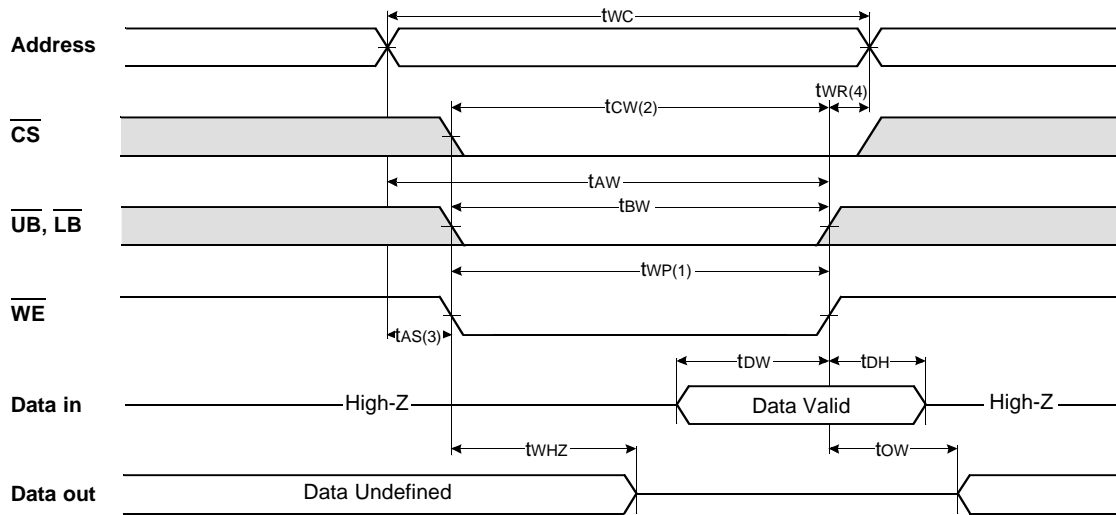 tWC
Address
tCW(2) tWR(4)
CS
tAW
UB, LB tBW
tWP(1)
WE
tAS(3)
tDW tDH
Data in High-Z Data Valid High-Z
tWHZ tOW
Data out Data Undefined